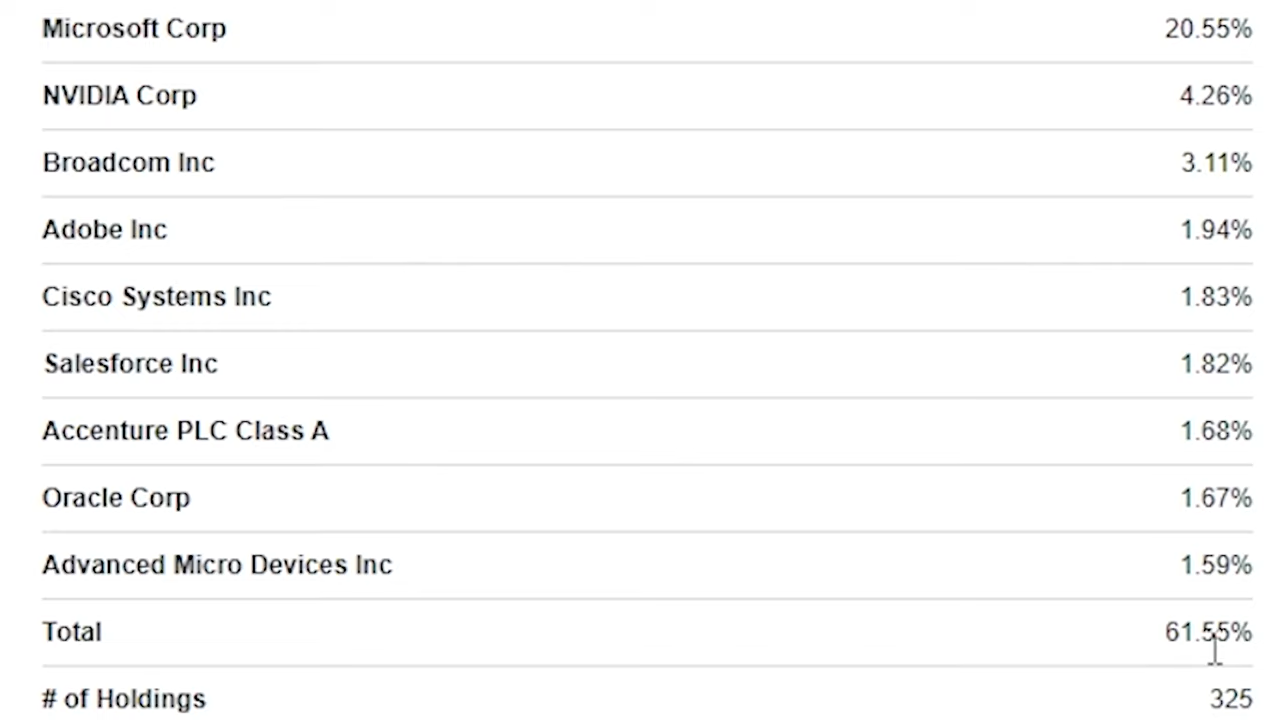 Microsoft Corp 20.55%
NVIDIA Corp 4.26%
Broadcom Inc 3.11%
Adobe Inc 1.94%
Cisco Systems Inc 1.83%
Salesforce Inc 1.82%
Accenture PLC Class A 1.68%
Oracle Corp 1.67%
Advanced Micro Devices Inc 1.59%
Total 61.55%
# of Holdings 325